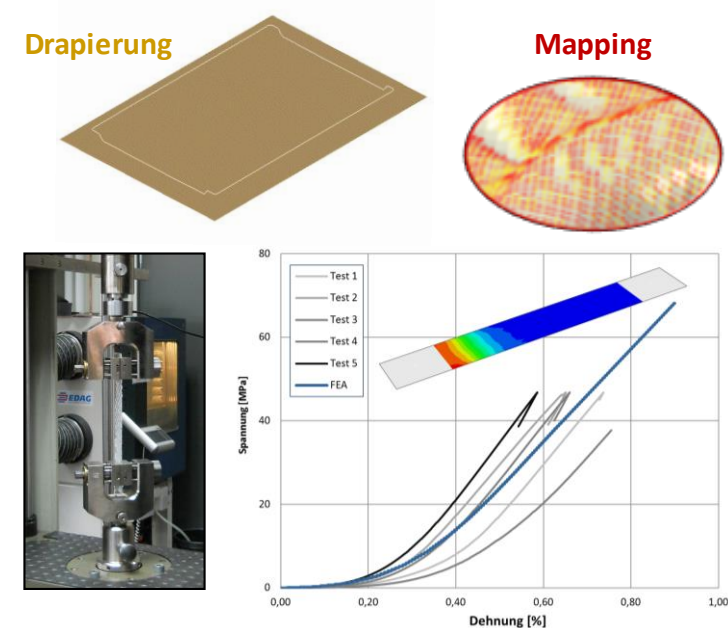 Drapierung
Mapping
EDAG
Spannung [MPa]
80
60
40
20
0
Test 1
Test 2
Test 3
Test 4
Test 5
FEA
0,00
0,20
0,40
0,60
0,80
1,00
Dehnung [%]